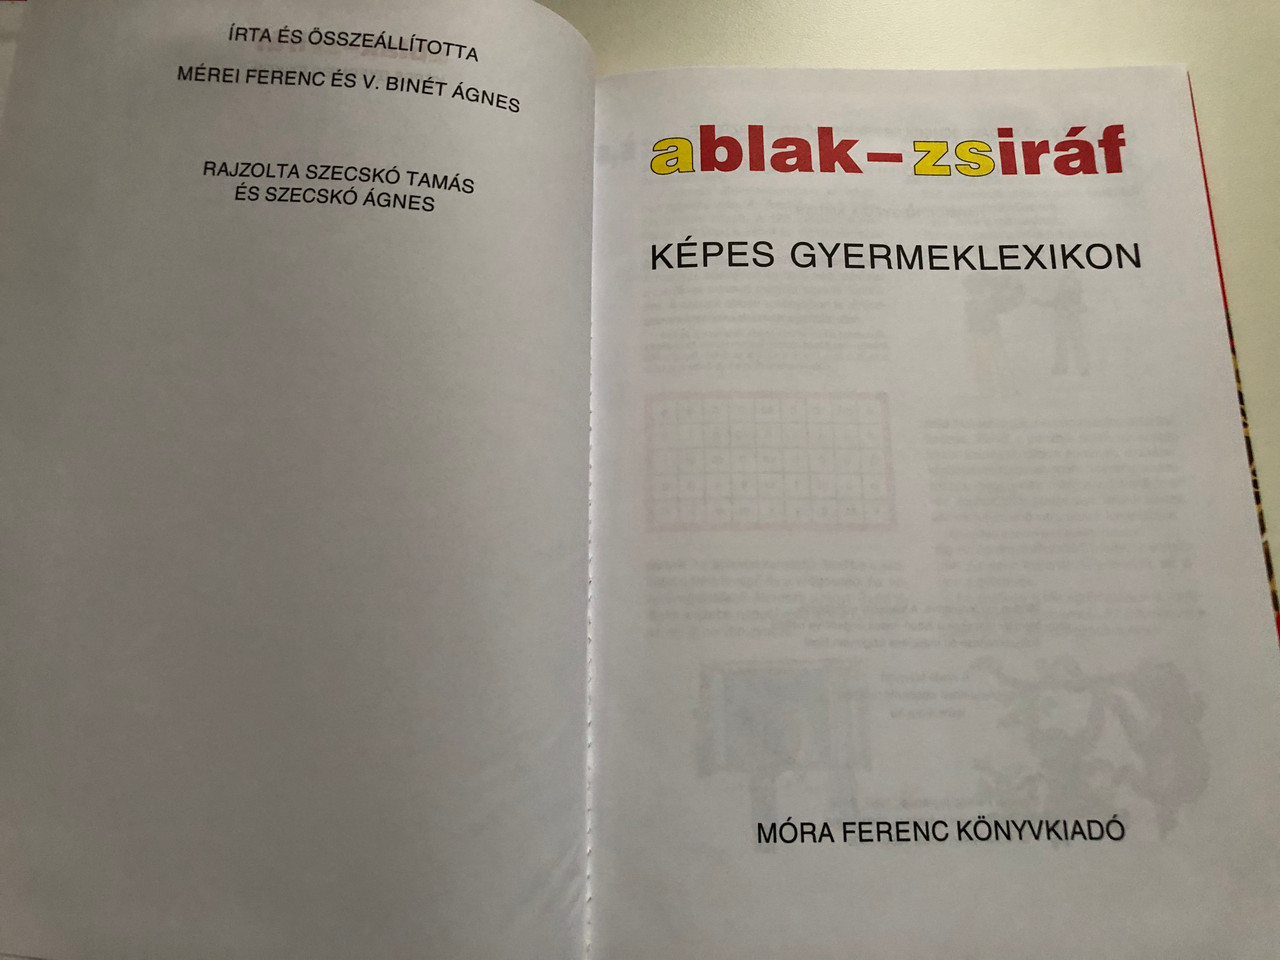 ÍRTA ÉS ÖSSZEÁLLÍTOTTA
MÉREI FERENC ÉS V. BINÉT ÁGNES
RAJZOLTA SZECSKÓ TAMÁS
ÉS SZECSKÓ ÁGNES
ablak–zsiráf
KÉPES GYERMEKLEXIKON
MÓRA FERENC KÖNYVKIADÓ